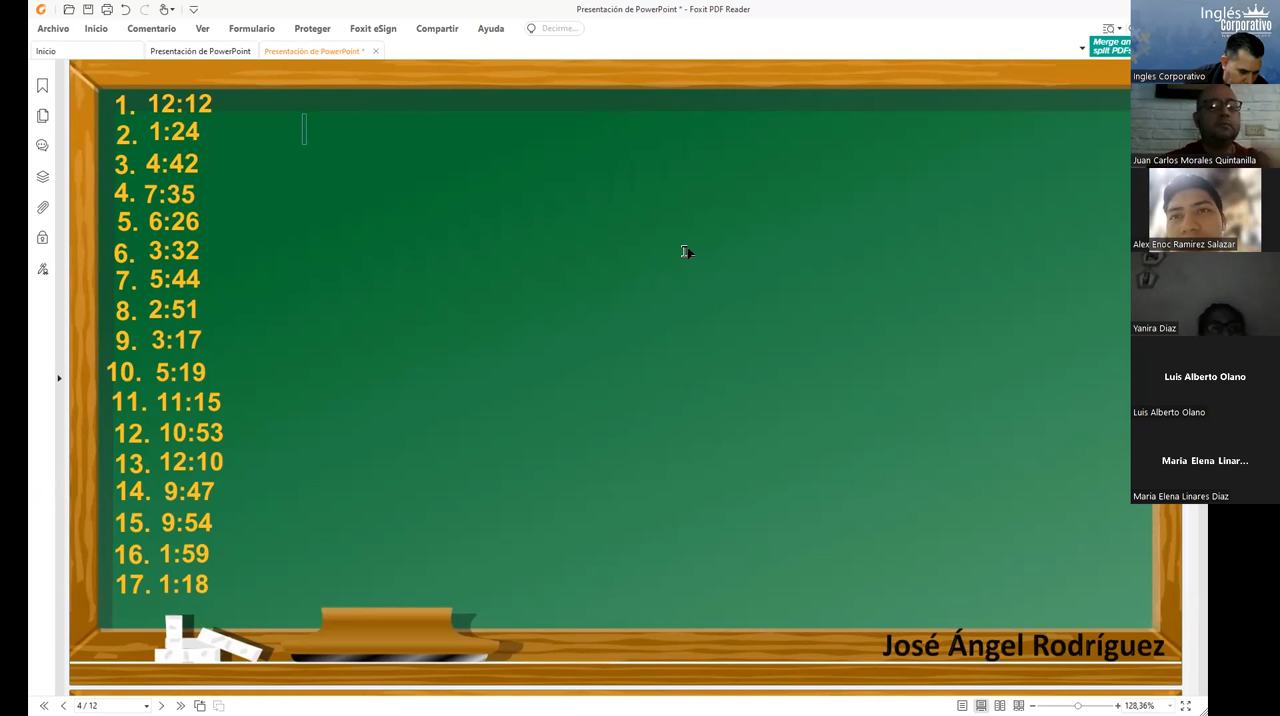 Presentación de PowerPoint * - Foxit PDF Reader
Archivo Inicio Comentario Ver Formulario Proteger Foxit eSign Compartir Ayuda Decirme...
Inicio Presentación de PowerPoint Presentación de PowerPoint *
Merge an
split PDFs
1. 12:12
2. 1:24
3. 4:42
4. 7:35
5. 6:26
6. 3:32
7. 5:44
8. 2:51
9. 3:17
10. 5:19
11. 11:15
12. 10:53
13. 12:10
14. 9:47
15. 9:54
16. 1:59
17. 1:18
José Ángel Rodríguez
4 / 12
128,36%
Inglés
Corporativo
Ingles Corporativo
Juan Carlos Morales Quintanilla
Alex Enoc Ramirez Salazar
Yanira Diaz
Luis Alberto Olano
Luis Alberto Olano
Maria Elena Linar...
Maria Elena Linares Diaz